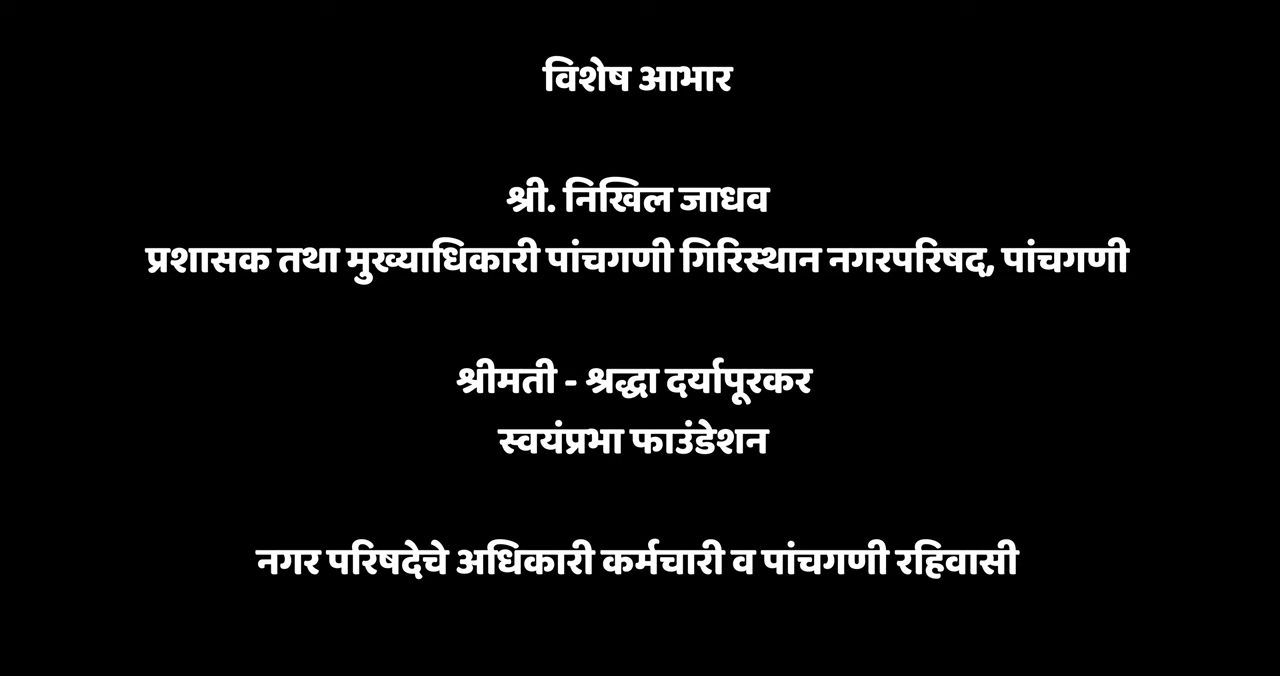 विशेष आभार
श्री. निखिल जाधव
प्रशासक तथा मुख्याधिकारी पांचगणी गिरिस्थान नगरपरिषद, पांचगणी
श्रीमती - श्रद्धा दर्यापूरकर
स्वयंप्रभा फाउंडेशन
नगर परिषदेचे अधिकारी कर्मचारी व पांचगणी रहिवासी